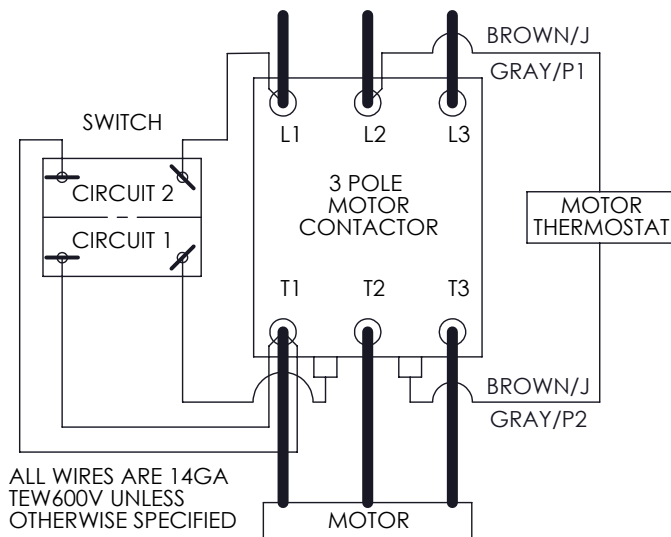 BROWN/J
GRAY/P1
SWITCH
L1 L2 L3
CIRCUIT 2
3 POLE
MOTOR
CONTACTOR
MOTOR
THERMOSTAT
CIRCUIT 1
T1 T2 T3
BROWN/J
GRAY/P2
ALL WIRES ARE 14GA
TEW600V UNLESS
OTHERWISE SPECIFIED
MOTOR